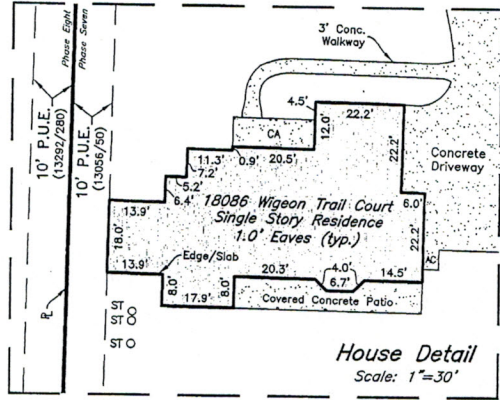 Phase Eight
Phase Seven
10' P.U.E.
(13292/280)
10' P.U.E.
(13056/50)
3' Conc.
Walkway
4.5'
22.2'
CA
12.0'
11.3'
0.9'
20.5'
22.2'
Concrete
Driveway
7.2'
5.2'
6.4'
18086 Wigeon Trail Court
6.0'
13.9'
Single Story Residence
18.0'
1.0' Eaves (typ.)
22.2'
13.9'
Edge/Slab
4.0'
AC
20.3'
14.5'
8.0'
8.0'
6.7'
17.9'
Covered Concrete Patio
PL
ST
ST
ST
House Detail
Scale: 1"=30'